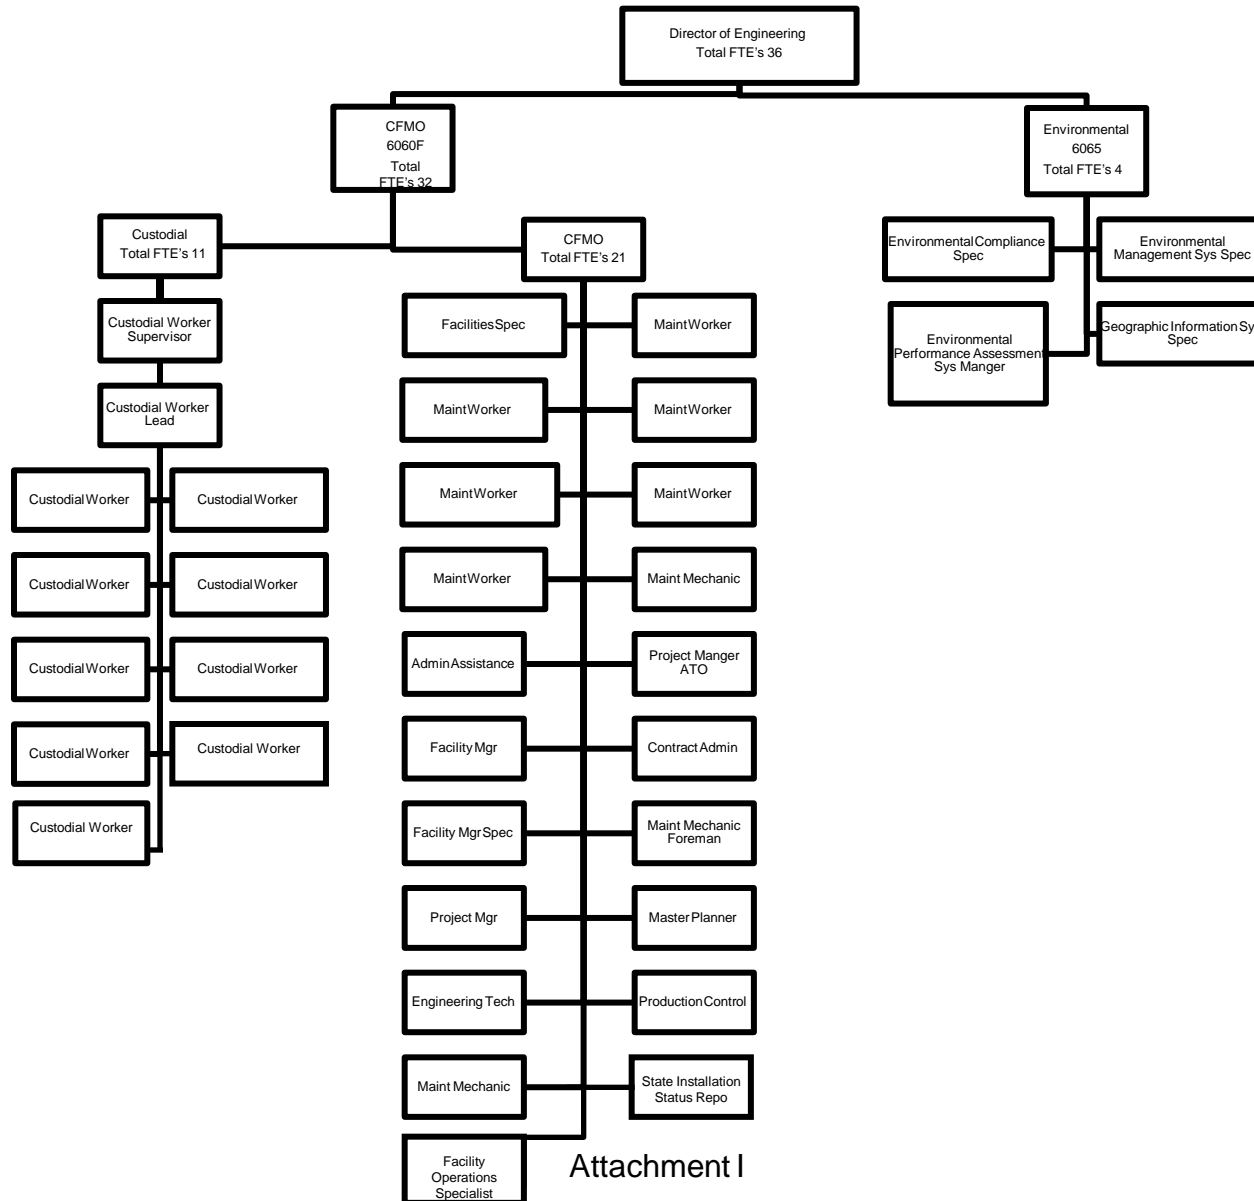 Director of Engineering
Total FTE's 36
CFMO
6060F
Total
FTE's 32
Environmental
6065
Total FTE's 4
Custodial
Total FTE's 11
CFMO
Total FTE's 21
Environmental Compliance
Spec
Environmental
Management Sys Spec
Environmental
Performance Assessment
Sys Manger
Geographic Information Sy
Spec
Custodial Worker
Supervisor
Custodial Worker
Lead
Custodial Worker
Custodial Worker
Custodial Worker
Custodial Worker
Custodial Worker
Custodial Worker
Custodial Worker
Custodial Worker
Custodial Worker
Facilities Spec
Maint Worker
Maint Worker
Maint Worker
Maint Worker
Maint Worker
Maint Worker
Maint Mechanic
Admin Assistance
Project Manger
ATO
Facility Mgr
Contract Admin
Facility Mgr Spec
Maint Mechanic
Foreman
Project Mgr
Master Planner
Engineering Tech
Production Control
Maint Mechanic
State Installation
Status Repo
Facility
Operations
Specialist
Attachment I